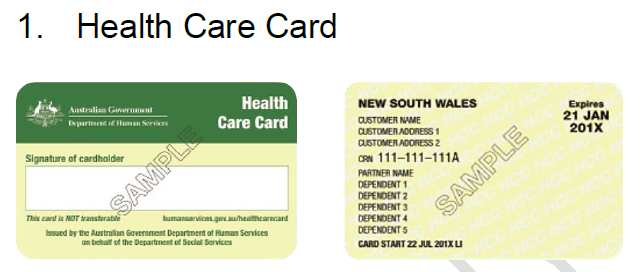 1. Health Care Card
Australian Government
Department of Human Services
Health
Care Card
Signature of cardholder
SAMPLE
This card is NOT transferable
humanservices.gov.au/healthcarecard
Issued by the Australian Government Department of Human Services
on behalf of the Department of Social Services
NEW SOUTH WALES
Expires
21 JAN
201X
CUSTOMER NAME
CUSTOMER ADDRESS 1
CUSTOMER ADDRESS 2
CRN 111–111–111A
PARTNER NAME
DEPENDENT 1
DEPENDENT 2
DEPENDENT 3
DEPENDENT 4
DEPENDENT 5
CARD START 22 JUL 201X LI
SAMPLE
HCC HCC HCC